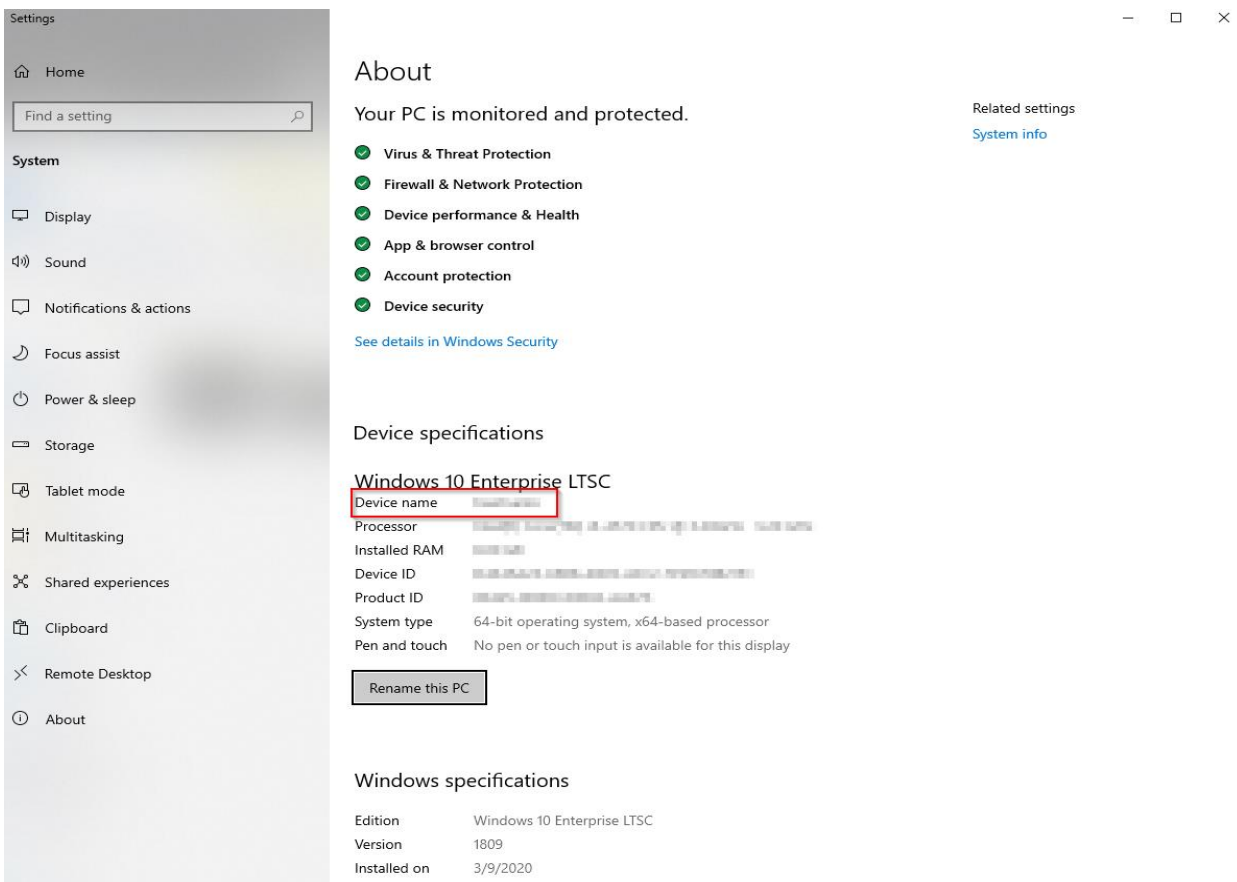 Settings
Home
Find a setting
System
Display
Sound
Notifications & actions
Focus assist
Power & sleep
Storage
Tablet mode
Multitasking
Shared experiences
Clipboard
Remote Desktop
About
About
Your PC is monitored and protected.
Virus & Threat Protection
Firewall & Network Protection
Device performance & Health
App & browser control
Account protection
Device security
See details in Windows Security
Device specifications
Windows 10 Enterprise LTSC
Device name
Processor
Installed RAM
Device ID
Product ID
System type 64-bit operating system, x64-based processor
Pen and touch No pen or touch input is available for this display
Rename this PC
Windows specifications
Edition Windows 10 Enterprise LTSC
Version 1809
Installed on 3/9/2020
Related settings
System info